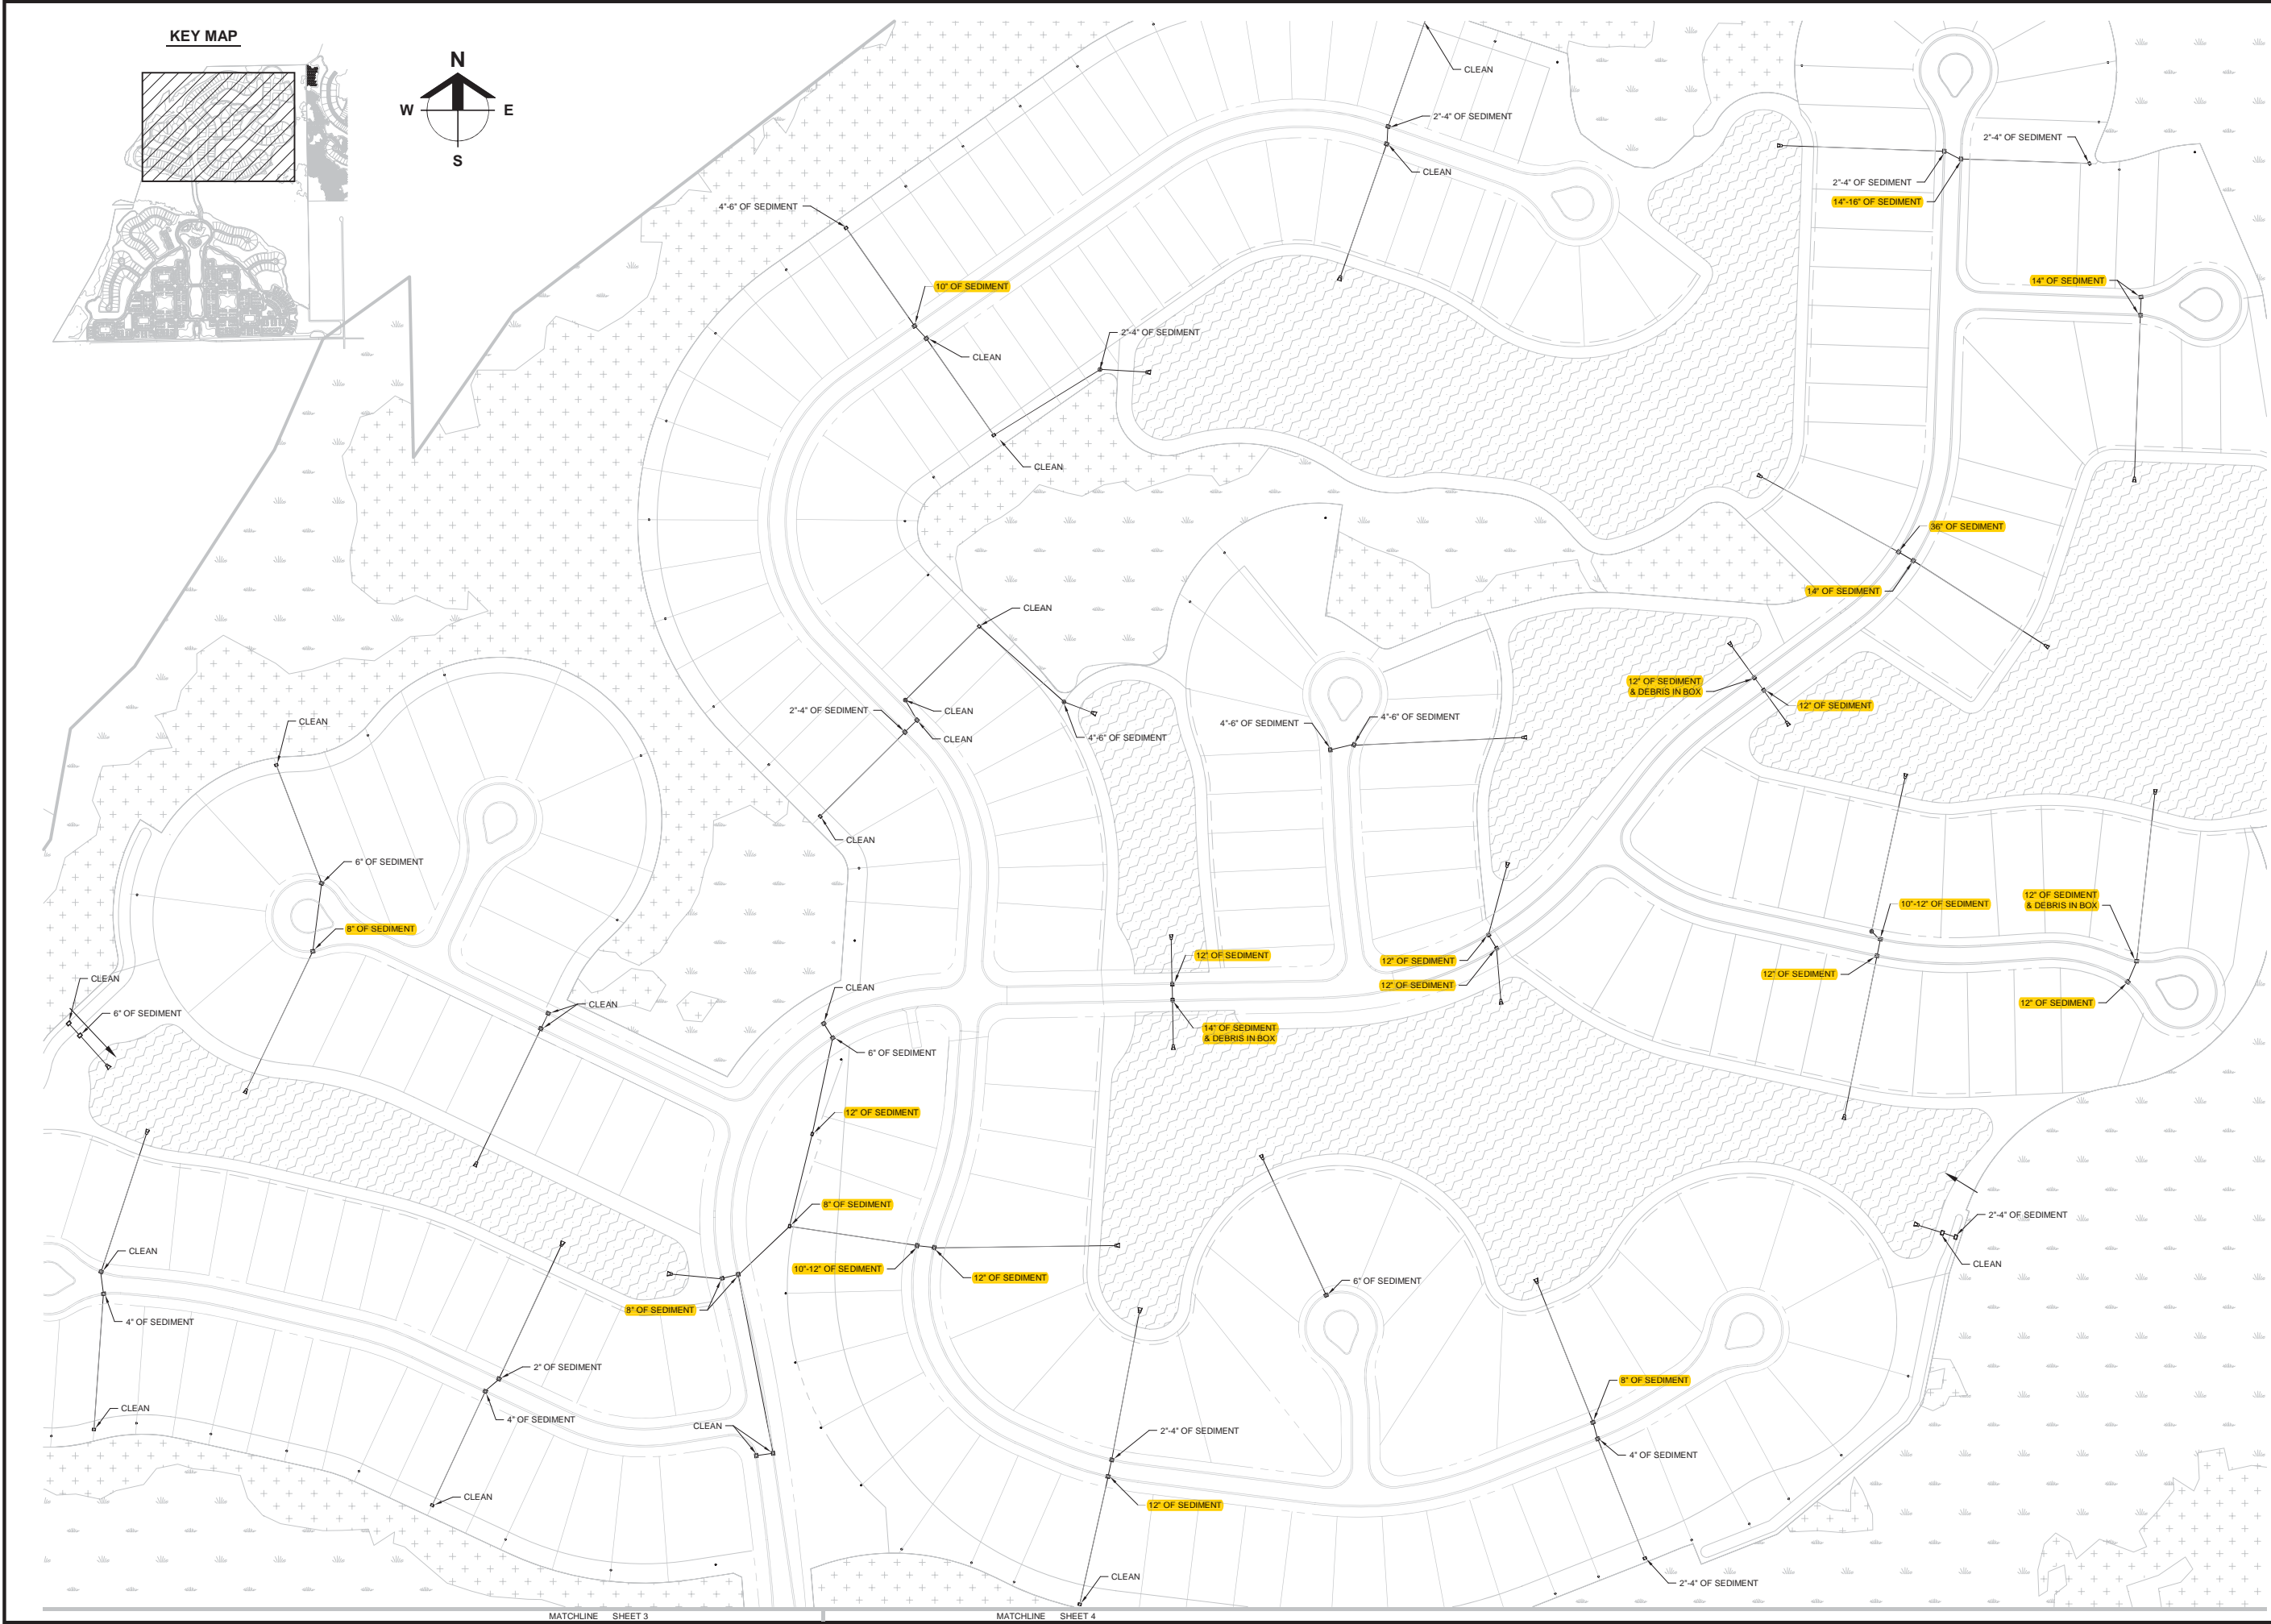 KEY MAP
N
W E
S
CLEAN
2"-4" OF SEDIMENT
CLEAN
2"-4" OF SEDIMENT
2"-4" OF SEDIMENT
14"-16" OF SEDIMENT
4"-6" OF SEDIMENT
10" OF SEDIMENT
14" OF SEDIMENT
2"-4" OF SEDIMENT
CLEAN
CLEAN
36" OF SEDIMENT
14" OF SEDIMENT
CLEAN
12" OF SEDIMENT
& DEBRIS IN BOX
12" OF SEDIMENT
2"-4" OF SEDIMENT
CLEAN
CLEAN
4"-6" OF SEDIMENT
4"-6" OF SEDIMENT
4"-6" OF SEDIMENT
CLEAN
CLEAN
6" OF SEDIMENT
8" OF SEDIMENT
12" OF SEDIMENT
& DEBRIS IN BOX
10"-12" OF SEDIMENT
12" OF SEDIMENT
12" OF SEDIMENT
12" OF SEDIMENT
12" OF SEDIMENT
12" OF SEDIMENT
14" OF SEDIMENT
& DEBRIS IN BOX
CLEAN
6" OF SEDIMENT
CLEAN
CLEAN
6" OF SEDIMENT
12" OF SEDIMENT
8" OF SEDIMENT
10"-12" OF SEDIMENT
12" OF SEDIMENT
8" OF SEDIMENT
2"-4" OF SEDIMENT
CLEAN
CLEAN
4" OF SEDIMENT
6" OF SEDIMENT
2" OF SEDIMENT
4" OF SEDIMENT
CLEAN
CLEAN
8" OF SEDIMENT
4" OF SEDIMENT
2"-4" OF SEDIMENT
12" OF SEDIMENT
CLEAN
CLEAN
2"-4" OF SEDIMENT
MATCHLINE SHEET 3
MATCHLINE SHEET 4